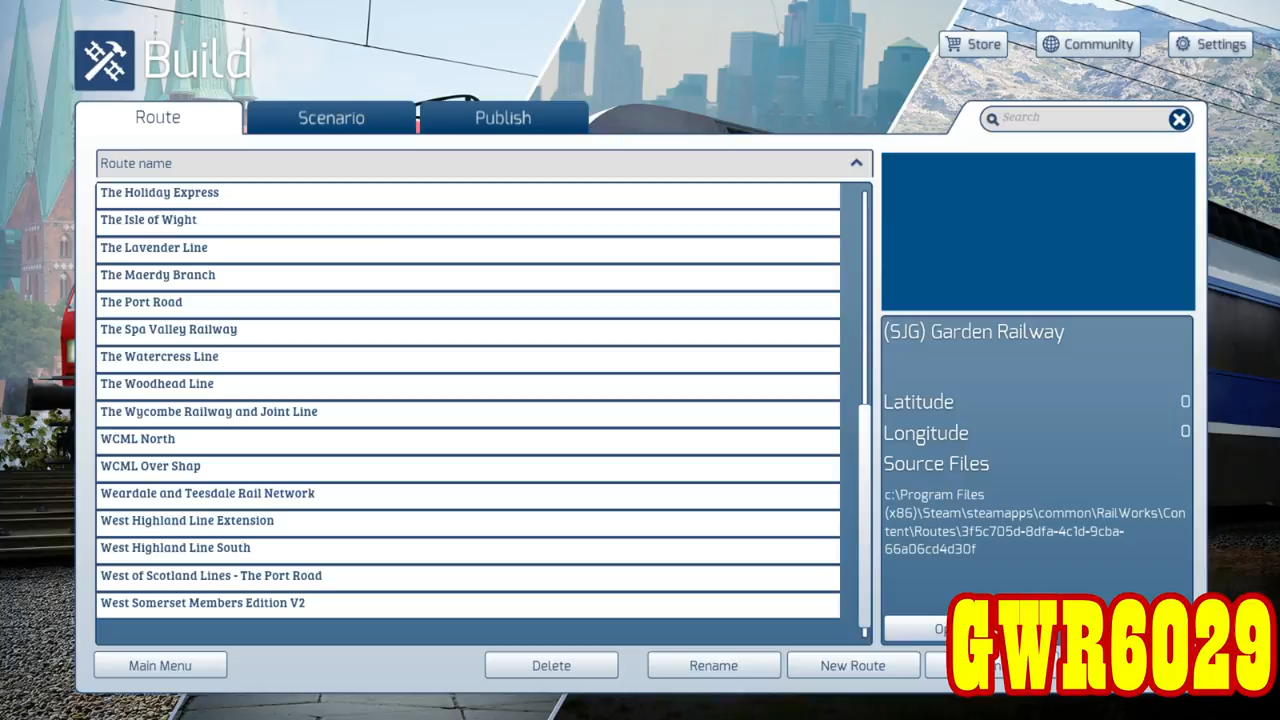 Build
Store
Community
Settings
Route
Scenario
Publish
Search
Route name
The Holiday Express
The Isle of Wight
The Lavender Line
The Maerdy Branch
The Port Road
The Spa Valley Railway
The Watercress Line
The Woodhead Line
The Wycombe Railway and Joint Line
WCML North
WCML Over Shap
Weardale and Teesdale Rail Network
West Highland Line Extension
West Highland Line South
West of Scotland Lines - The Port Road
West Somerset Members Edition V2
(SJG) Garden Railway
Latitude 0
Longitude 0
Source Files
c:\Program Files
(x86)\Steam\steamapps\common\RailWorks\Con
tent\Routes\3f5c705d-8dfa-4c1d-9cba-
66a06cd4d30f
Main Menu
Delete
Rename
New Route
GWR6029